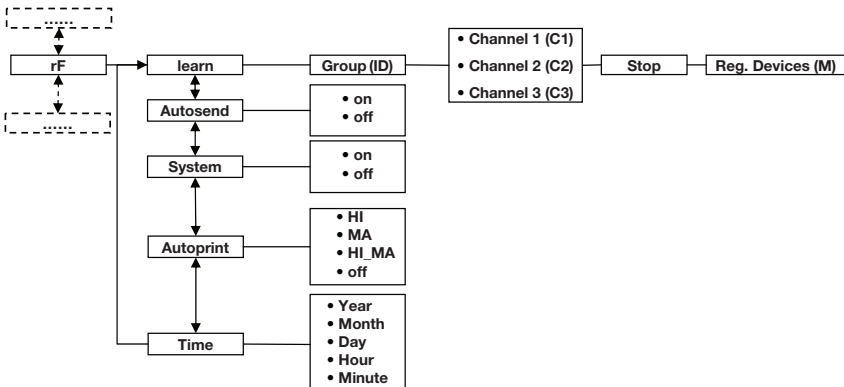 ......
rF
......
learn
Group (ID)
• Channel 1 (C1)
• Channel 2 (C2)
• Channel 3 (C3)
Stop
Reg. Devices (M)
Autosend
• on
• off
System
• on
• off
Autoprint
• HI
• MA
• HI_MA
• off
Time
• Year
• Month
• Day
• Hour
• Minute